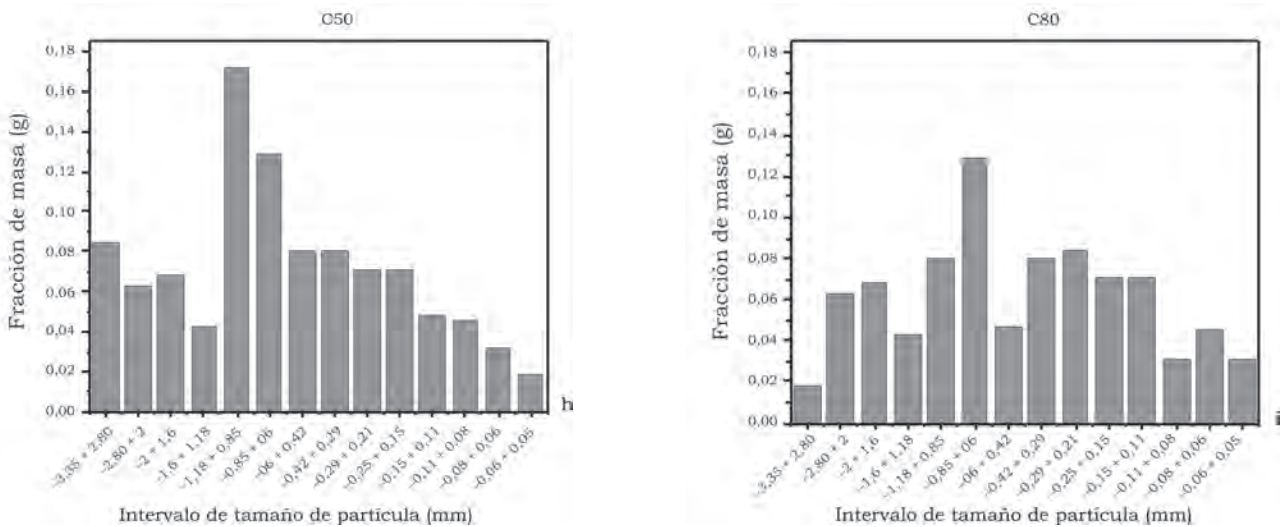 C50
Fracción de masa (g)
0,18
0,16
0,14
0,12
0,10
0,08
0,06
0,04
0,02
0,00
−3,35 + 2,80
−2,80 + 2
−2 + 1,6
−1,6 + 1,18
−1,18 + 0,85
−0,85 + 06
−06 + 0,42
−0,42 + 0,29
−0,29 + 0,21
−0,25 + 0,15
−0,15 + 0,11
−0,11 + 0,08
−0,08 + 0,06
−0,06 + 0,05
h
Intervalo de tamaño de partícula (mm)
C80
Fracción de masa (g)
0,18
0,16
0,14
0,12
0,10
0,08
0,06
0,04
0,02
0,00
−3,35 + 2,80
−2,80 + 2
−2 + 1,6
−1,6 + 1,18
−1,18 + 0,85
−0,85 + 06
−06 + 0,42
−0,42 + 0,29
−0,29 + 0,21
−0,25 + 0,15
−0,15 + 0,11
−0,11 + 0,08
−0,08 + 0,06
−0,06 + 0,05
Intervalo de tamaño de partícula (mm)